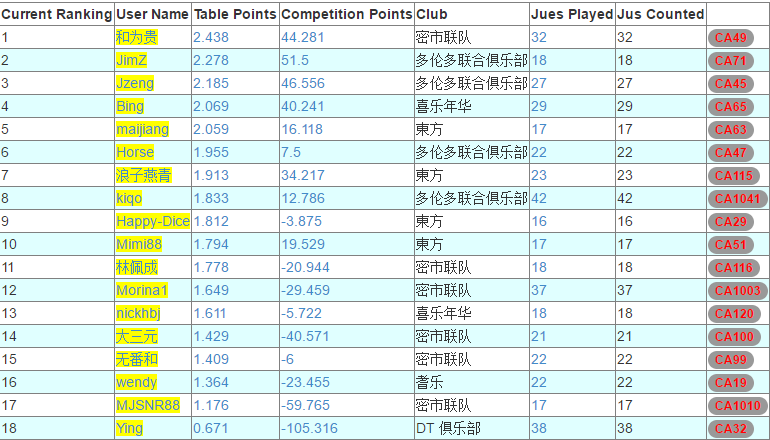 Current Ranking User Name Table Points Competition Points Club Jues Played Jus Counted
1 和为贵 2.438 44.281 密市联队 32 32 CA49
2 JimZ 2.278 51.5 多伦多联合俱乐部 18 18 CA71
3 Jzeng 2.185 46.556 多伦多联合俱乐部 27 27 CA45
4 Bing 2.069 40.241 喜乐年华 29 29 CA65
5 maijiang 2.059 16.118 東方 17 17 CA63
6 Horse 1.955 7.5 多伦多联合俱乐部 22 22 CA47
7 浪子燕青 1.913 34.217 東方 23 23 CA115
8 kiqo 1.833 12.786 多伦多联合俱乐部 42 42 CA1041
9 Happy-Dice 1.812 -3.875 東方 16 16 CA29
10 Mimi88 1.794 19.529 東方 17 17 CA51
11 林佩成 1.778 -20.944 密市联队 18 18 CA116
12 Morina1 1.649 -29.459 密市联队 37 37 CA1003
13 nickhbj 1.611 -5.722 喜乐年华 18 18 CA120
14 大三元 1.429 -40.571 密市联队 21 21 CA100
15 无番和 1.409 -6 密市联队 22 22 CA99
16 wendy 1.364 -23.455 耆乐 22 22 CA19
17 MJSNR88 1.176 -59.765 密市联队 17 17 CA1010
18 Ying 0.671 -105.316 DT 俱乐部 38 38 CA32